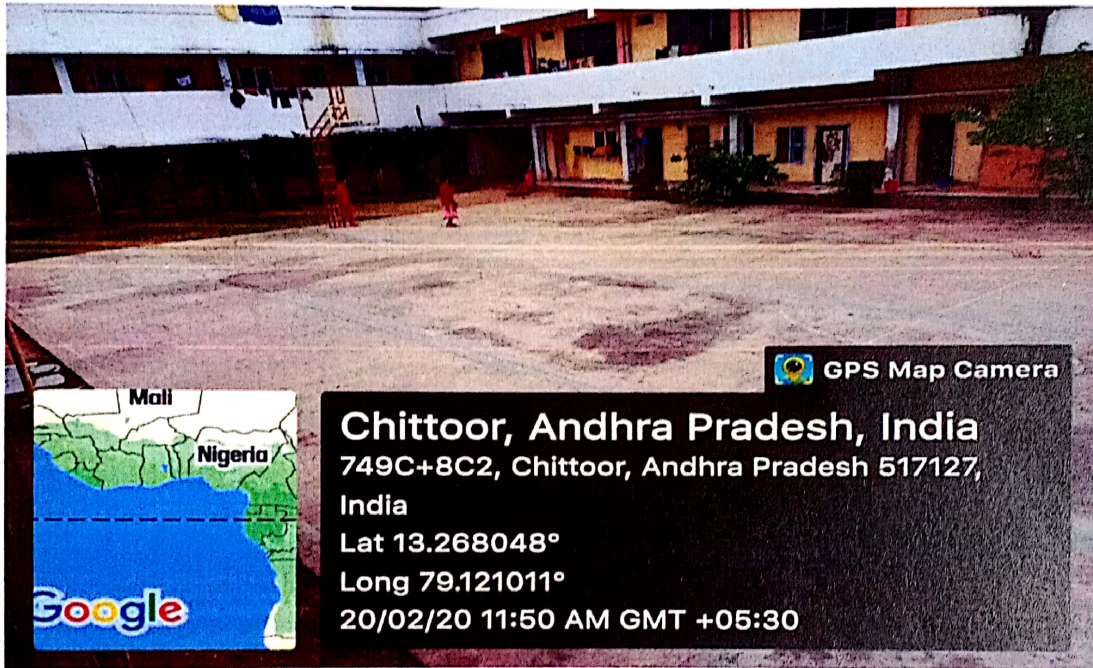 GPS Map Camera
Mali
Nigeria
Google
Chittoor, Andhra Pradesh, India
749C+8C2, Chittoor, Andhra Pradesh 517127,
India
Lat 13.268048°
Long 79.121011°
20/02/20 11:50 AM GMT +05:30